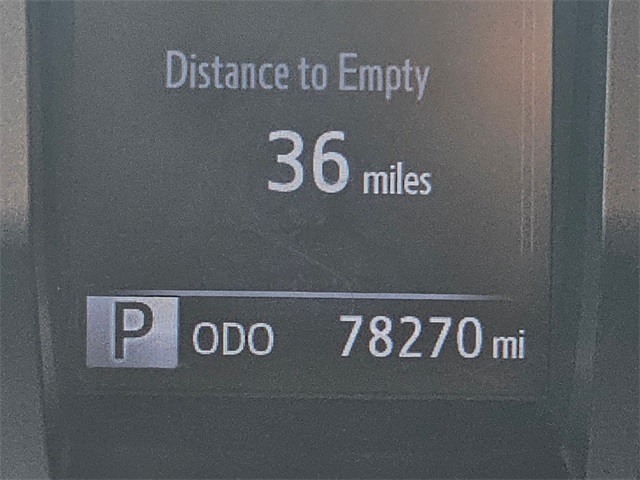 Distance to Empty
36 miles
P ODO 78270 mi